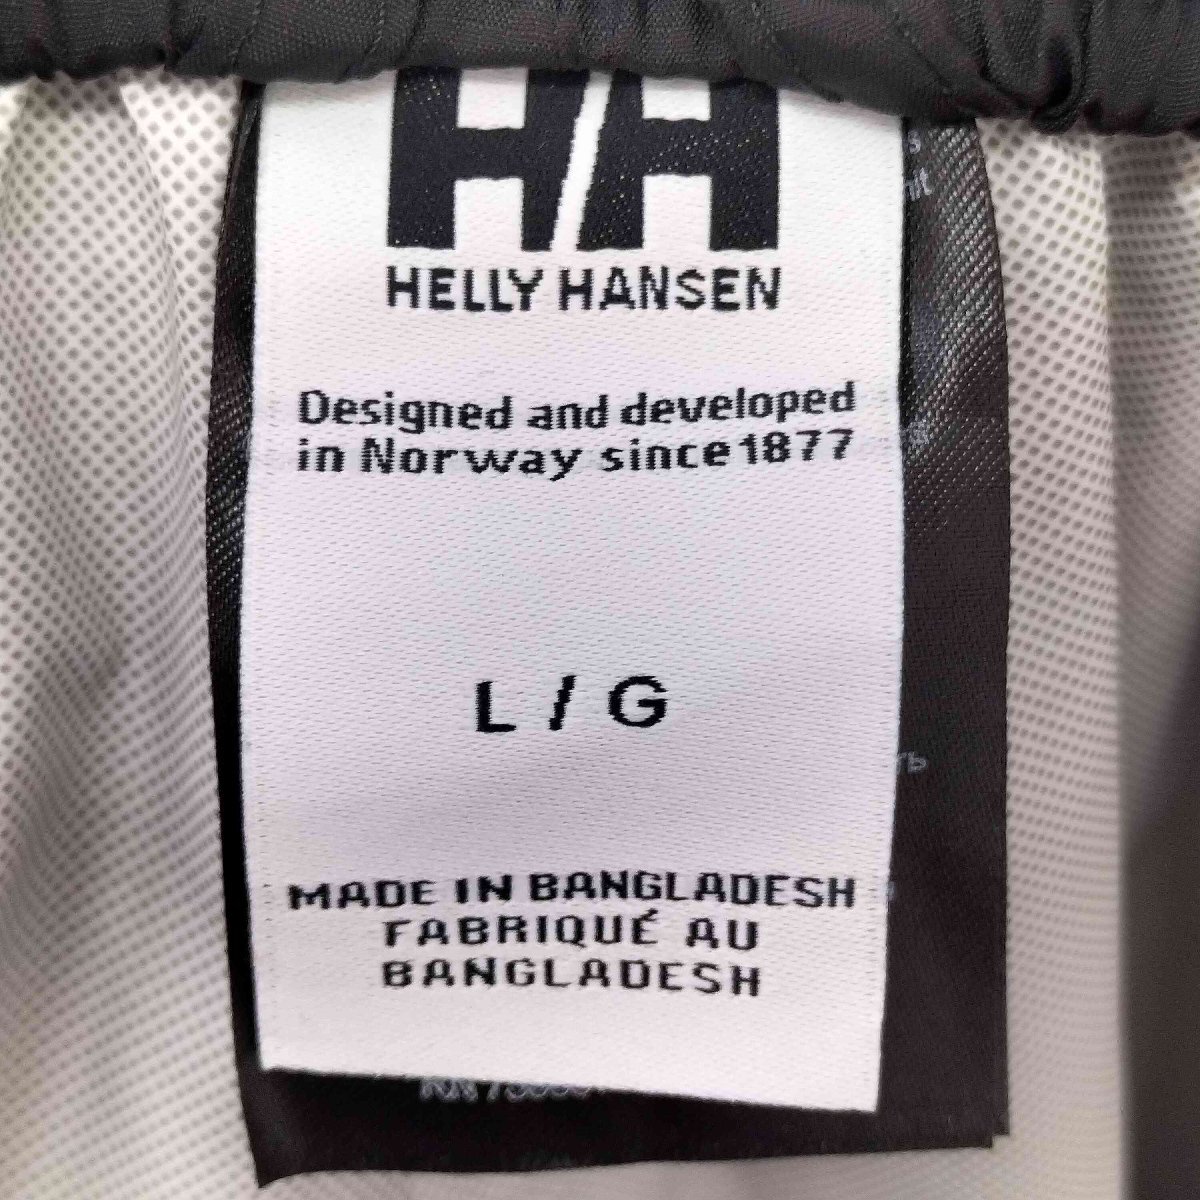 HH
HELLY HANSEN
Designed and developed
in Norway since 1877
L / G
MADE IN BANGLADESH
FABRIQUÉ AU
BANGLADESH